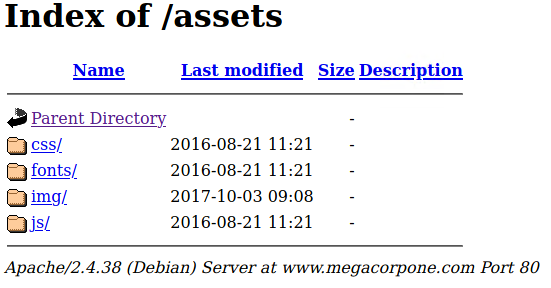 Index of /assets
Name Last modified Size Description
Parent Directory -
css/ 2016-08-21 11:21 -
fonts/ 2016-08-21 11:21 -
img/ 2017-10-03 09:08 -
js/ 2016-08-21 11:21 -
Apache/2.4.38 (Debian) Server at www.megacorpone.com Port 80